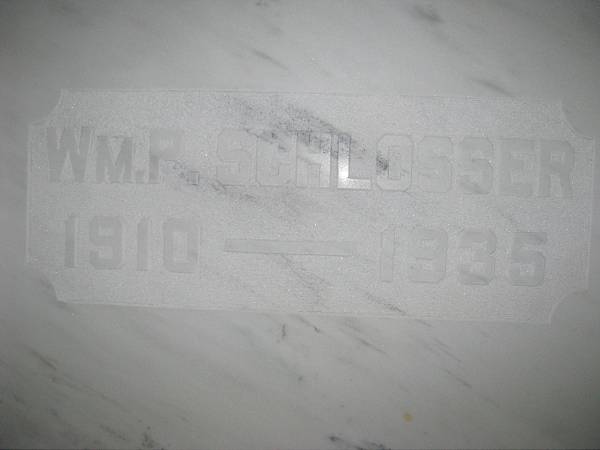 Wm. P. SCHLOSSER
1910 — 1935